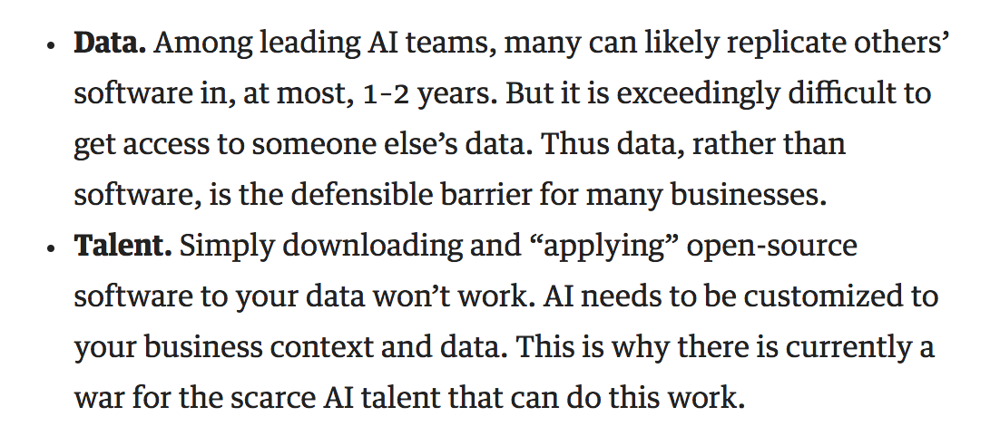 • Data. Among leading AI teams, many can likely replicate others’
software in, at most, 1-2 years. But it is exceedingly difficult to
get access to someone else’s data. Thus data, rather than
software, is the defensible barrier for many businesses.
• Talent. Simply downloading and “applying” open-source
software to your data won’t work. AI needs to be customized to
your business context and data. This is why there is currently a
war for the scarce AI talent that can do this work.